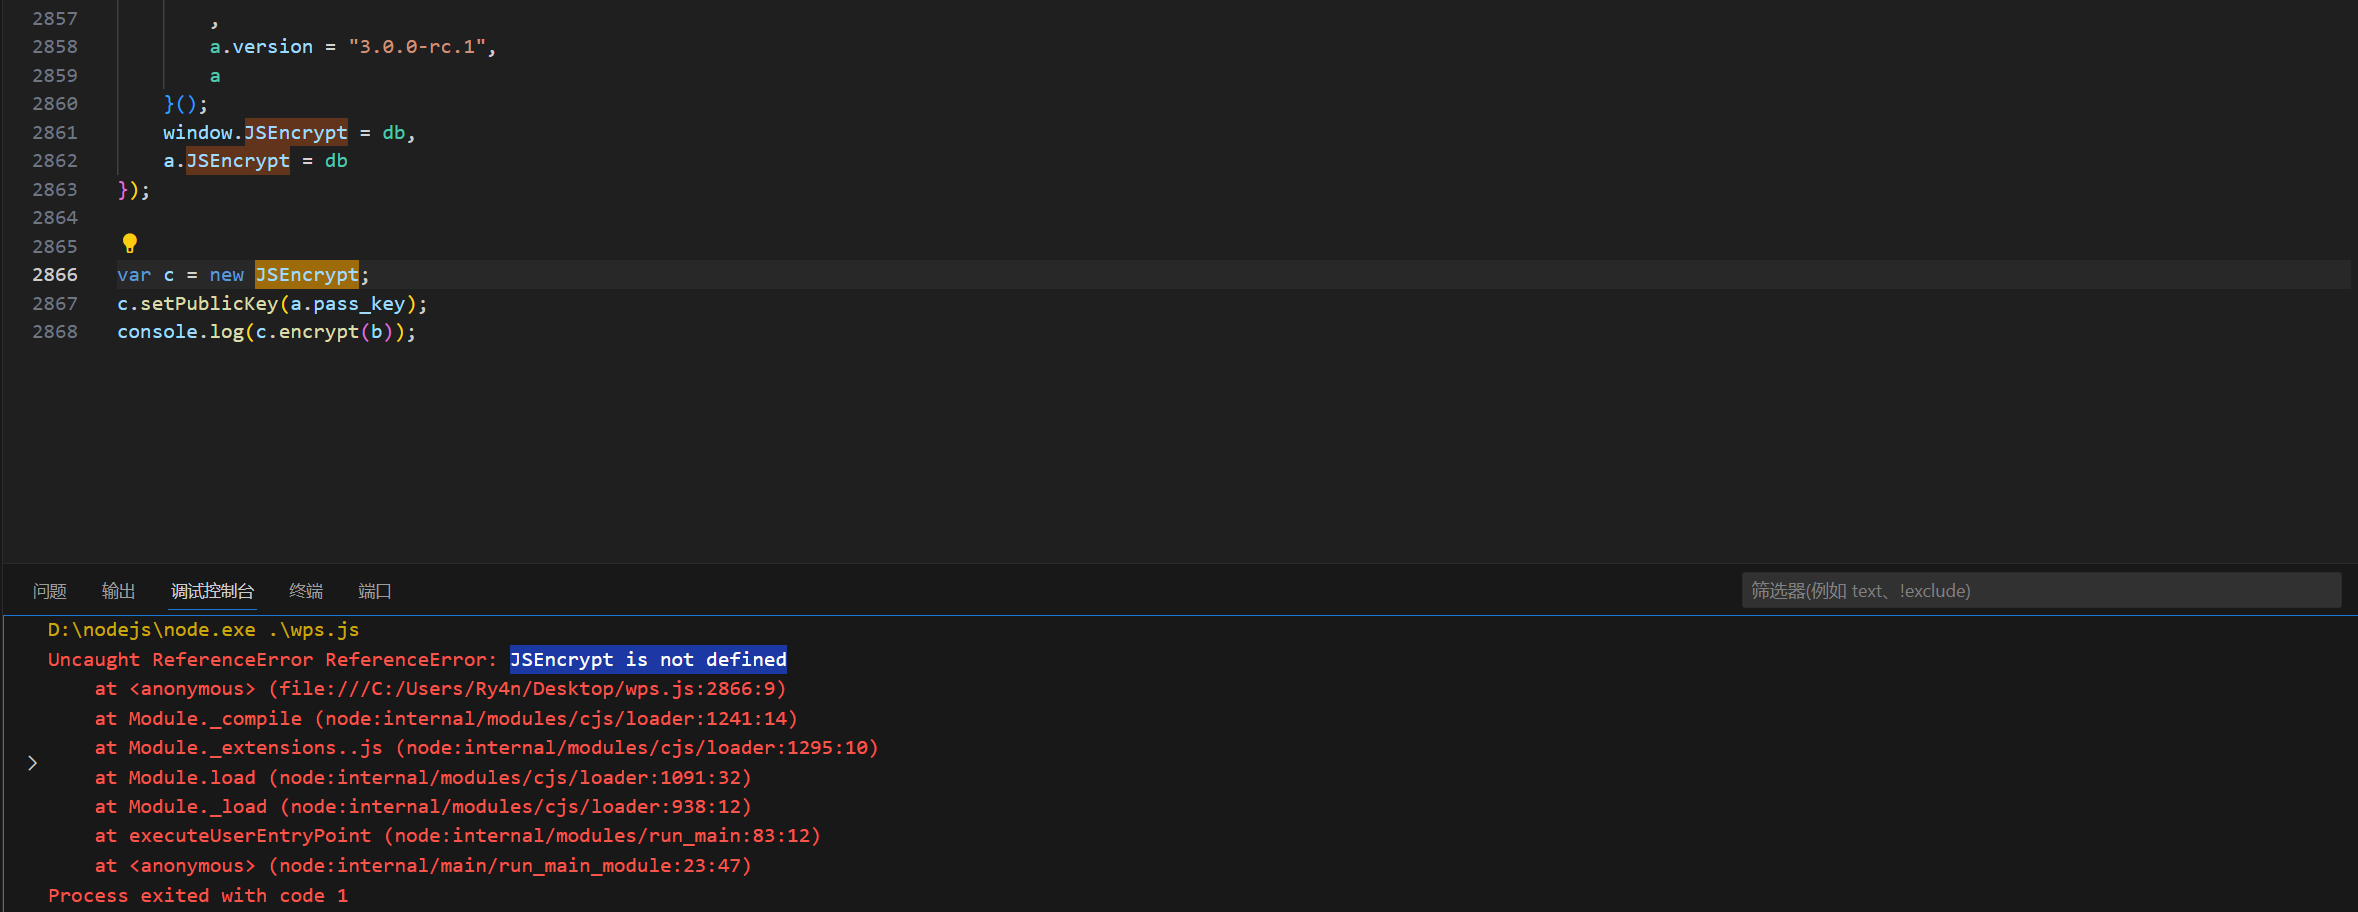 2857 ,
2858 a.version = "3.0.0-rc.1",
2859 a
2860 }();
2861 window.JSEncrypt = db,
2862 a.JSEncrypt = db
2863 });
2864
2865
2866 var c = new JSEncrypt;
2867 c.setPublicKey(a.pass_key);
2868 console.log(c.encrypt(b));
问题 输出 调试控制台 终端 端口 筛选器(例如 text、!exclude)
D:\nodejs\node.exe .\wps.js
Uncaught ReferenceError ReferenceError: JSEncrypt is not defined
at <anonymous> (file:///C:/Users/Ry4n/Desktop/wps.js:2866:9)
at Module._compile (node:internal/modules/cjs/loader:1241:14)
at Module._extensions..js (node:internal/modules/cjs/loader:1295:10)
at Module.load (node:internal/modules/cjs/loader:1091:32)
at Module._load (node:internal/modules/cjs/loader:938:12)
at executeUserEntryPoint (node:internal/modules/run_main:83:12)
at <anonymous> (node:internal/main/run_main_module:23:47)
Process exited with code 1